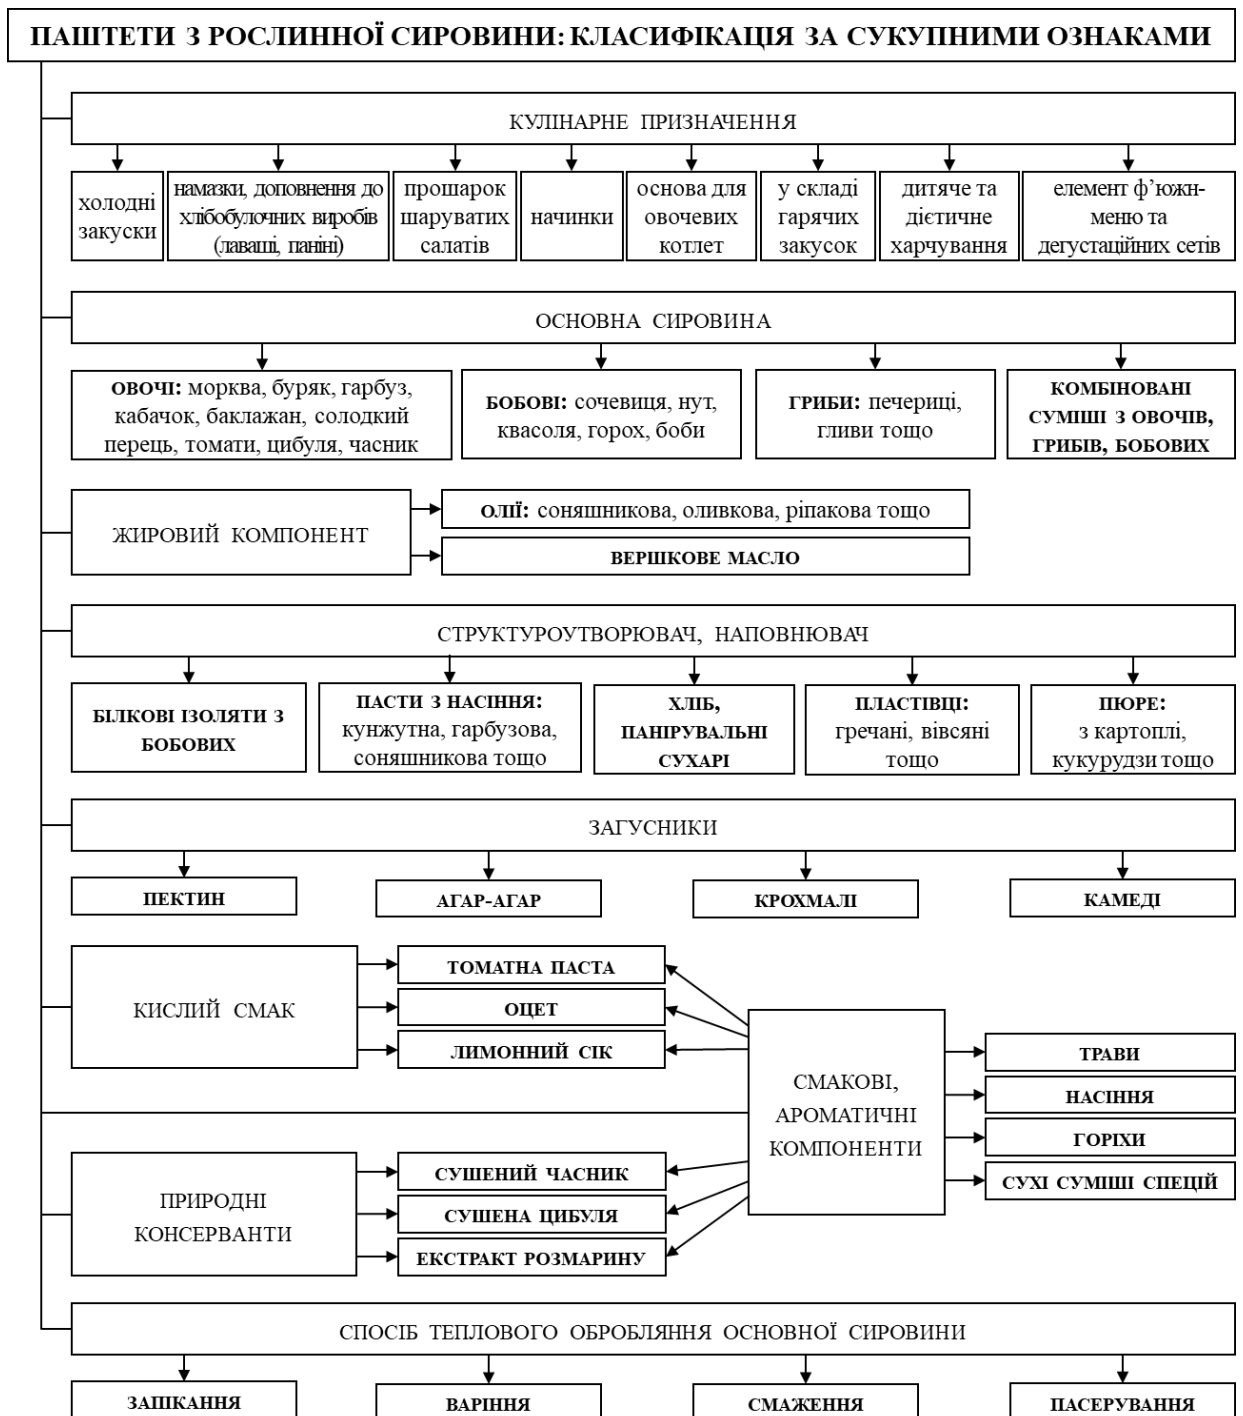 ПАШТЕТИ З РОСЛИННОЇ СИРОВИНИ: КЛАСИФІКАЦІЯ ЗА СУКУПНИМИ ОЗНАКАМИ
КУЛІНАРНЕ ПРИЗНАЧЕННЯ
холодні
закуски
намазки, доповнення до
хлібобулочних виробів
(лаваші, паніні)
прошарок
шаруватих
салатів
начинки
основа для
овочевих
котлет
у складі
гарячих
закусок
дитяче та
дієтичне
харчування
елемент ф’южн-
меню та
дегустаційних сетів
ОСНОВНА СИРОВИНА
ОВОЧІ: морква, буряк, гарбуз,
кабачок, баклажан, солодкий
перець, томати, цибуля, часник
БОБОВІ: сочевиця, нут,
квасоля, горох, боби
ГРИБИ: печериці,
гливи тощо
КОМБІНОВАНІ
СУМІШІ З ОВОЧІВ,
ГРИБІВ, БОБОВИХ
ЖИРОВИЙ КОМПОНЕНТ
ОЛІЇ: соняшникова, оливкова, ріпакова тощо
ВЕРШКОВЕ МАСЛО
СТРУКТУРОУТВОРЮВАЧ, НАПОВНЮВАЧ
БІЛКОВІ ІЗОЛЯТИ З
БОБОВИХ
ПАСТИ З НАСІННЯ:
кунжутна, гарбузова,
соняшникова тощо
ХЛІБ,
ПАНІРУВАЛЬНІ
СУХАРІ
ПЛАСТІВЦІ:
гречані, вівсяні
тощо
ПЮРЕ:
з картоплі,
кукурудзи тощо
ЗАГУСНИКИ
ПЕКТИН
АГАР-АГАР
КРОХМАЛІ
КАМЕДІ
КИСЛИЙ СМАК
ТОМАТНА ПАСТА
ОЦЕТ
ЛИМОННИЙ СІК
СМАКОВІ,
АРОМАТИЧНІ
КОМПОНЕНТИ
ТРАВИ
НАСІННЯ
ГОРІХИ
СУХІ СУМІШІ СПЕЦІЙ
ПРИРОДНІ
КОНСЕРВАНТИ
СУШЕНИЙ ЧАСНИК
СУШЕНА ЦИБУЛЯ
ЕКСТРАКТ РОЗМАРИНУ
СПОСІБ ТЕПЛОВОГО ОБРОБЛЯННЯ ОСНОВНОЇ СИРОВИНИ
ЗАПІКАННЯ
ВАРІННЯ
СМАЖЕННЯ
ПАСЕРУВАННЯ